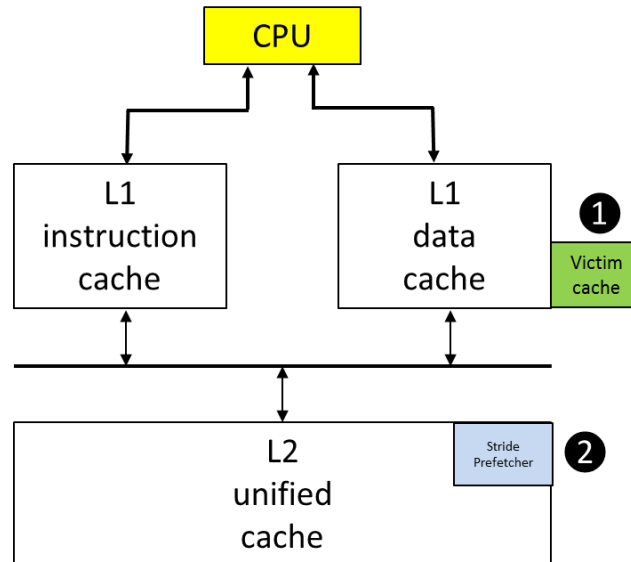 CPU
L1
instruction
cache
L1
data
cache
1
Victim
cache
L2
unified
cache
Stride
Prefetcher
2